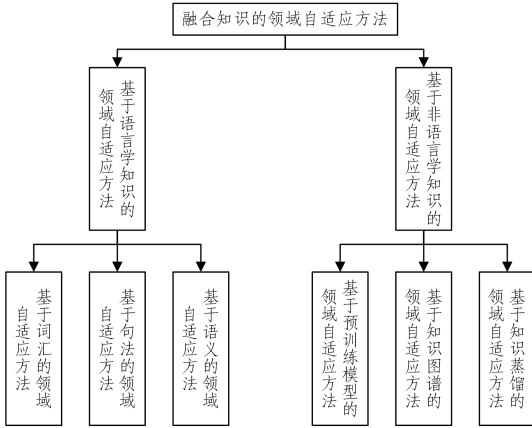 融合知识的领域自适应方法
基于语言学知识的
领域自适应方法
基于非语言学知识的
领域自适应方法
基于词汇的领域
自适应方法
基于句法的领域
自适应方法
基于语义的领域
自适应方法
基于预训练模型的
领域自适应方法
基于知识图谱的
领域自适应方法
基于知识蒸馏的
领域自适应方法